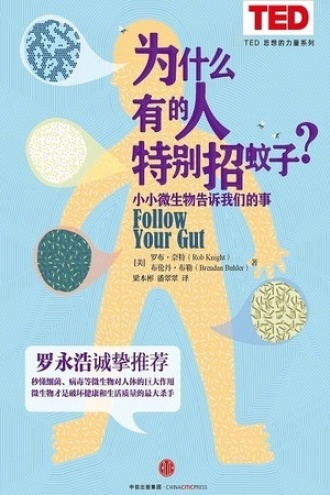 TED
TED 思想的力量系列
为什么
有的人
特别招蚊子?
小小微生物告诉我们的事
Follow
Your Gut
[美] 罗布·奈特（Rob Knight）
布伦丹·布勒（Brendan Buhler） 著
梁本彬 潘翠翠 译
罗永浩诚挚推荐
秒懂细菌、病毒等微生物对人体的巨大作用
微生物才是破坏健康和生活质量的最大杀手
中信出版集团·CHINACITICPRESS